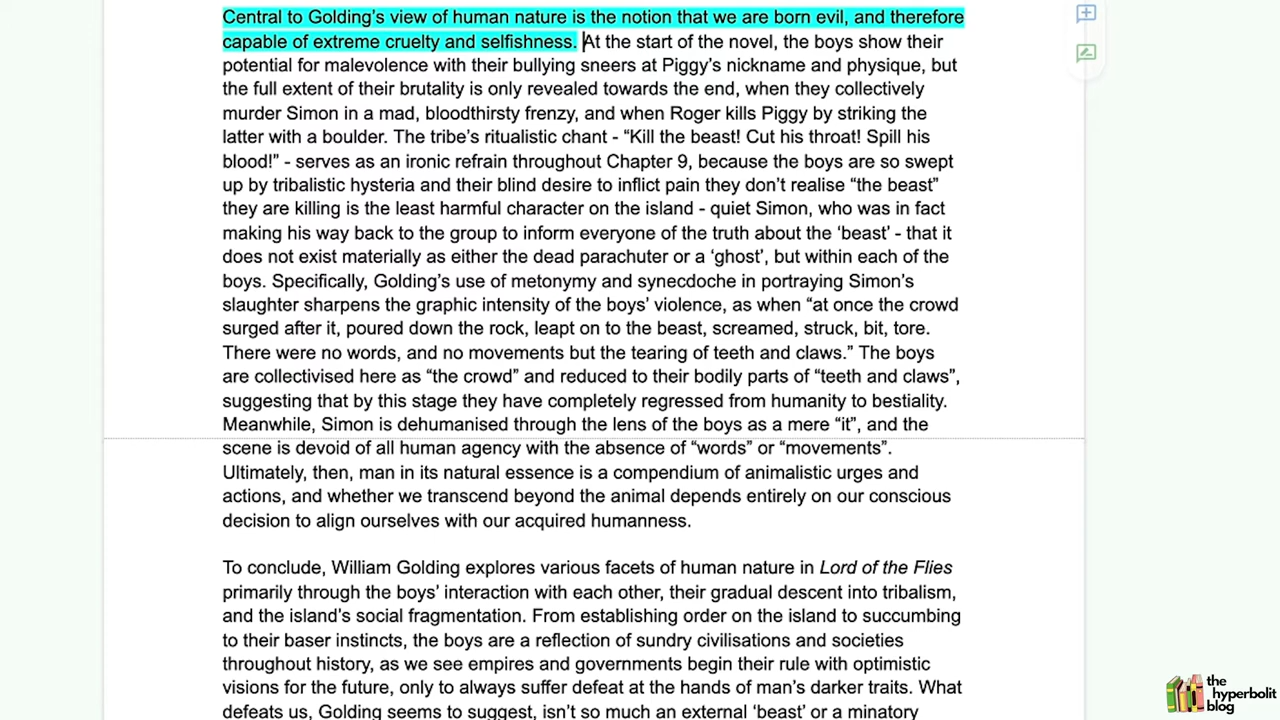 Central to Golding’s view of human nature is the notion that we are born evil, and therefore
capable of extreme cruelty and selfishness. At the start of the novel, the boys show their
potential for malevolence with their bullying sneers at Piggy’s nickname and physique, but
the full extent of their brutality is only revealed towards the end, when they collectively
murder Simon in a mad, bloodthirsty frenzy, and when Roger kills Piggy by striking the
latter with a boulder. The tribe’s ritualistic chant - “Kill the beast! Cut his throat! Spill his
blood!” - serves as an ironic refrain throughout Chapter 9, because the boys are so swept
up by tribalistic hysteria and their blind desire to inflict pain they don’t realise “the beast”
they are killing is the least harmful character on the island - quiet Simon, who was in fact
making his way back to the group to inform everyone of the truth about the ‘beast’ - that it
does not exist materially as either the dead parachuter or a ‘ghost’, but within each of the
boys. Specifically, Golding’s use of metonymy and synecdoche in portraying Simon’s
slaughter sharpens the graphic intensity of the boys’ violence, as when “at once the crowd
surged after it, poured down the rock, leapt on to the beast, screamed, struck, bit, tore.
There were no words, and no movements but the tearing of teeth and claws.” The boys
are collectivised here as “the crowd” and reduced to their bodily parts of “teeth and claws”,
suggesting that by this stage they have completely regressed from humanity to bestiality.
Meanwhile, Simon is dehumanised through the lens of the boys as a mere “it”, and the
scene is devoid of all human agency with the absence of “words” or “movements”.
Ultimately, then, man in its natural essence is a compendium of animalistic urges and
actions, and whether we transcend beyond the animal depends entirely on our conscious
decision to align ourselves with our acquired humanness.
To conclude, William Golding explores various facets of human nature in Lord of the Flies
primarily through the boys’ interaction with each other, their gradual descent into tribalism,
and the island’s social fragmentation. From establishing order on the island to succumbing
to their baser instincts, the boys are a reflection of sundry civilisations and societies
throughout history, as we see empires and governments begin their rule with optimistic
visions for the future, only to always suffer defeat at the hands of man’s darker traits. What
defeats us, Golding seems to suggest, isn’t so much an external ‘beast’ or a minatory
the
hyperbolit
blog